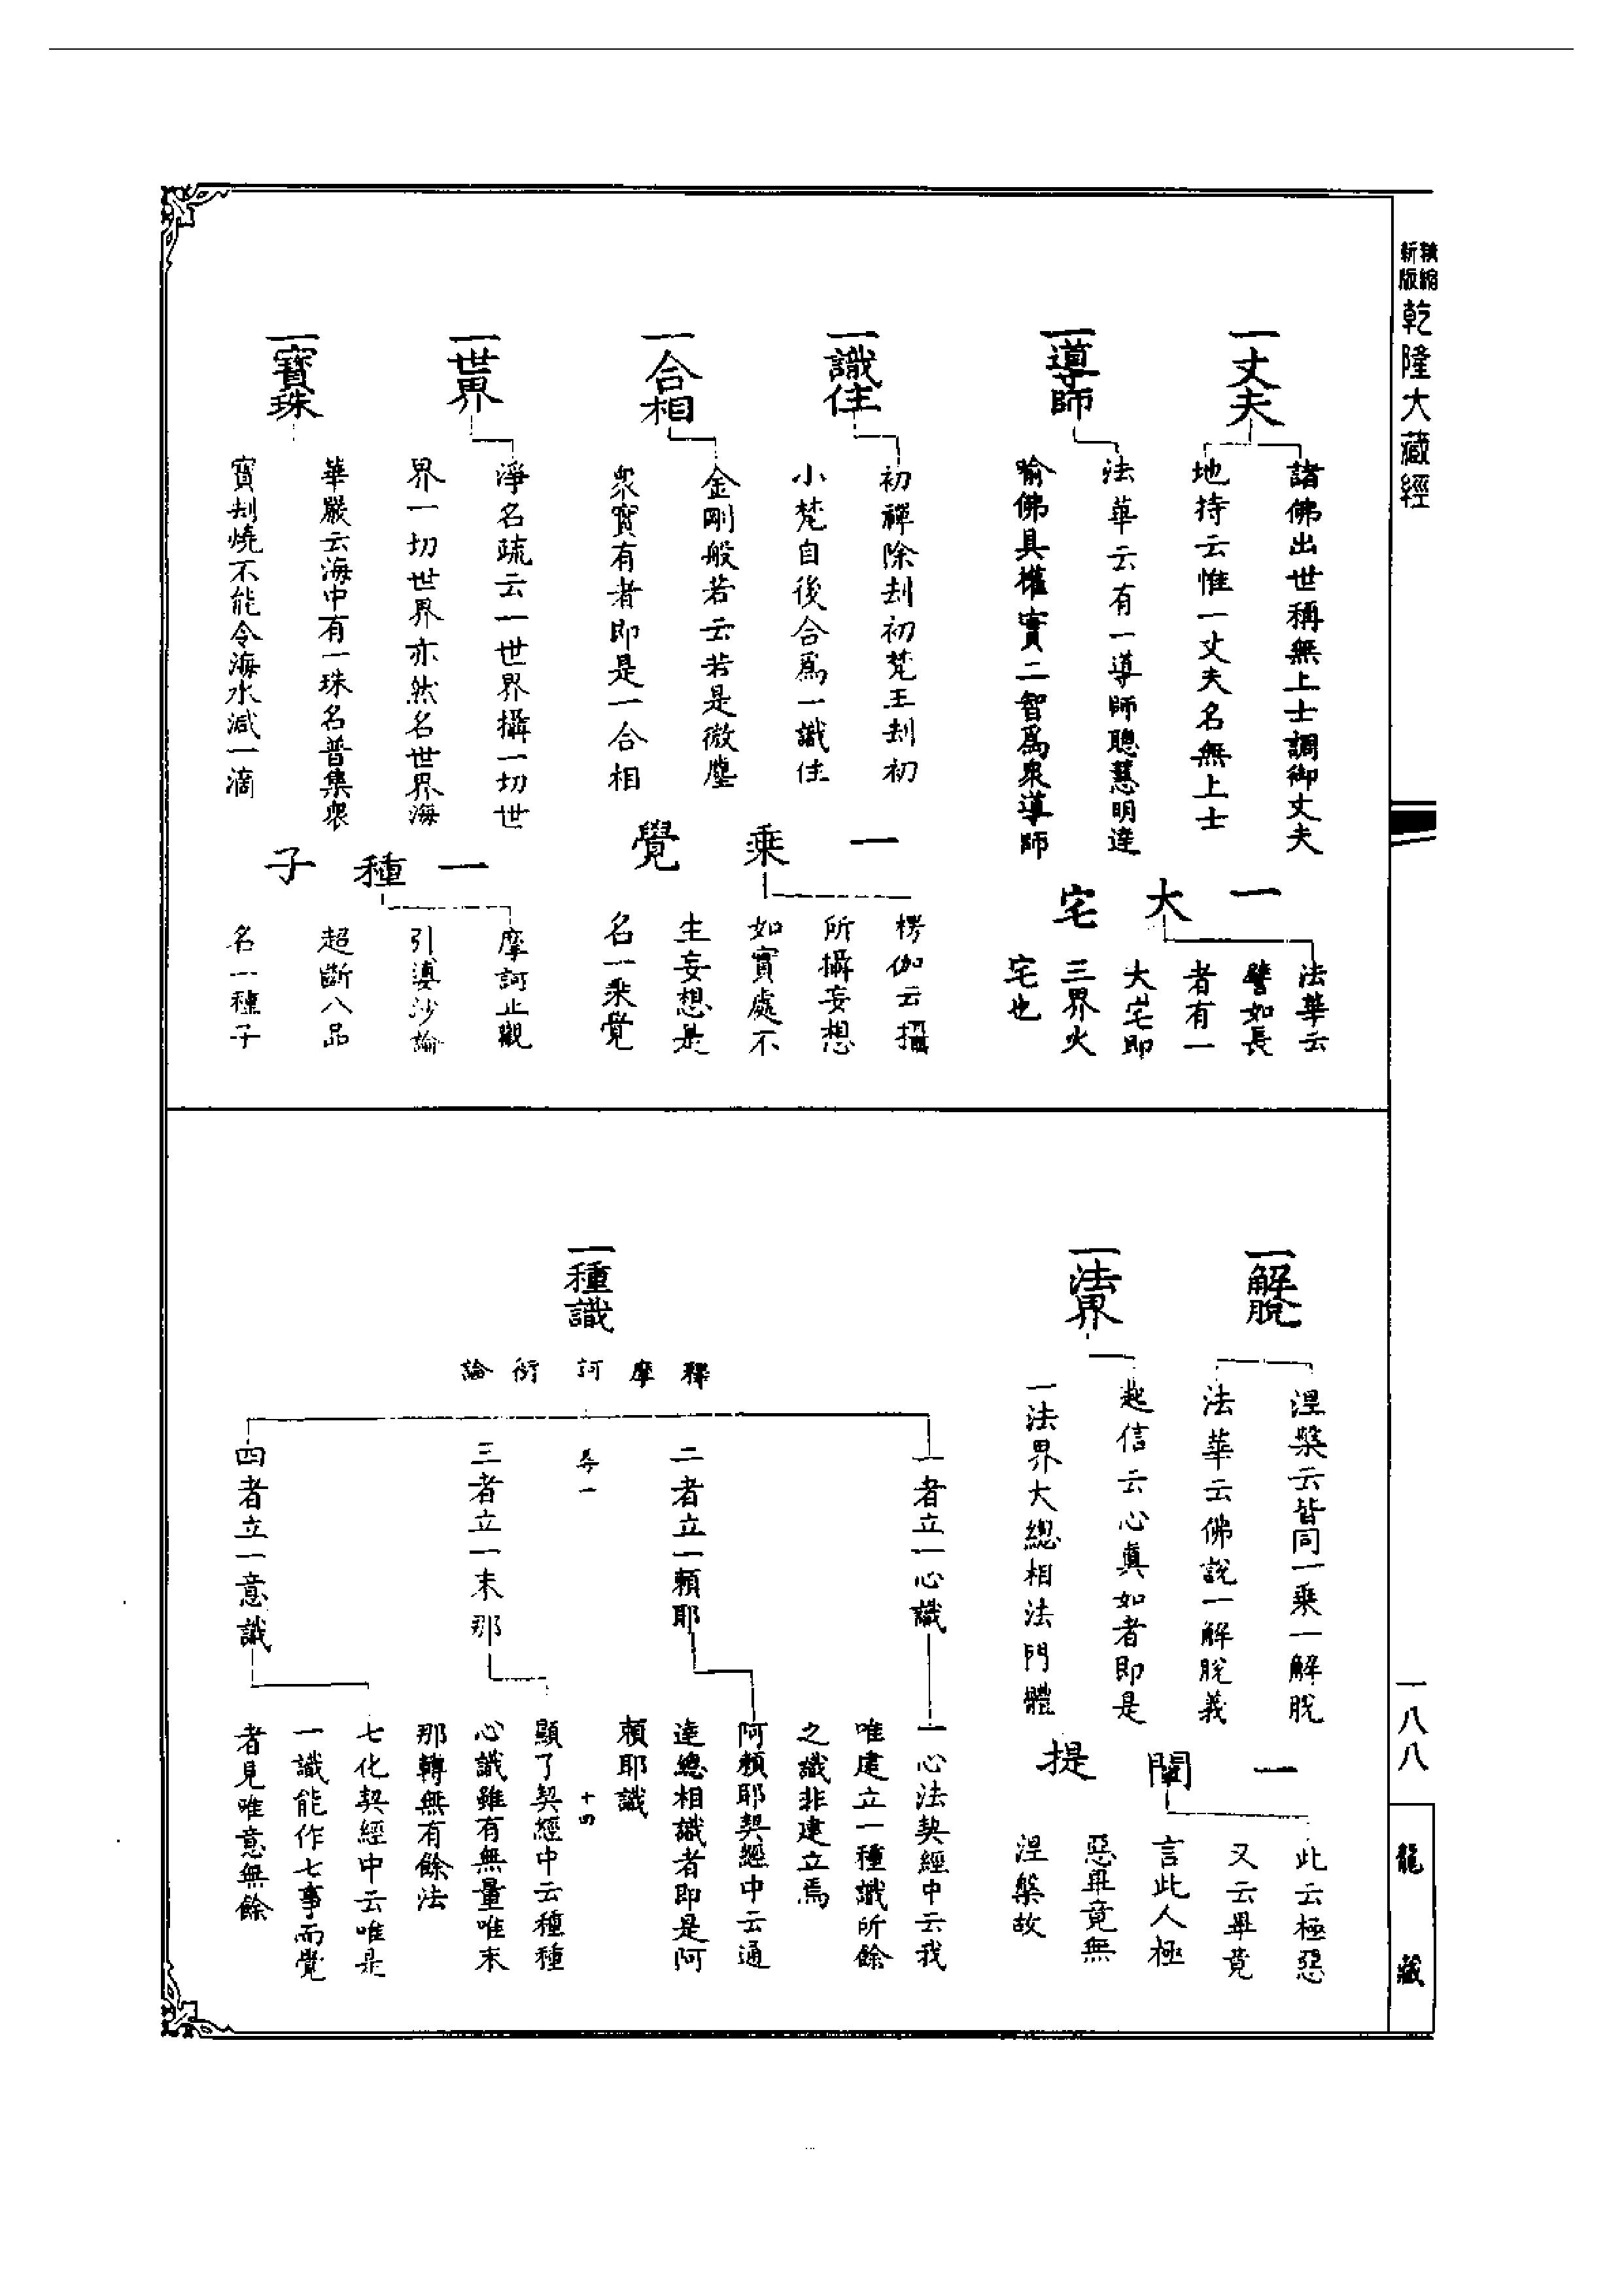 新版
精縮
乾隆大藏經
一丈夫
諸佛出世稱無上士調御丈夫
地持云惟一丈夫名無上士
一導師
法華云有一導師聰慧明達
喻佛具權實二智為眾導師
一大宅
法華云
譬如長
者有一
大宅即
三界火
宅也
一識住
初禪除刦初梵王刦初
小梵自後合為一識住
一合相
金剛般若云若是微塵
眾實有者即是一合相
一乘覺
楞伽云攝
所攝妄想
如實處不
生妄想是
名一乘覺
一世界
淨名疏云一世界攝一切世
界一切世界亦然名世界海
一寶珠
華嚴云海中有一珠名普集眾
寶刦燒不能令海水減一滴
一種子
摩訶止觀
引婆沙論
超斷八品
名一種子
一解脫
涅槃云皆同一乘一解脫
法華云佛說一解脫義
一法界
起信云心真如者即是
一法界大總相法門體
一闡提
此云極惡
又云畢竟
言此人極
惡畢竟無
涅槃故
一種識
釋摩訶衍論
一者立一心識
一心法契經中云我
唯建立一種識所餘
之識非建立焉
二者立一賴耶
阿賴耶契經中云通
達總相識者即是阿
賴耶識
弄一
十四
三者立一末那
顯了契經中云種種
心識雖有無量唯末
那轉無有餘法
四者立一意識
七化契經中云唯是
一識能作七事而覺
者見唯意無餘
一八八
龍藏